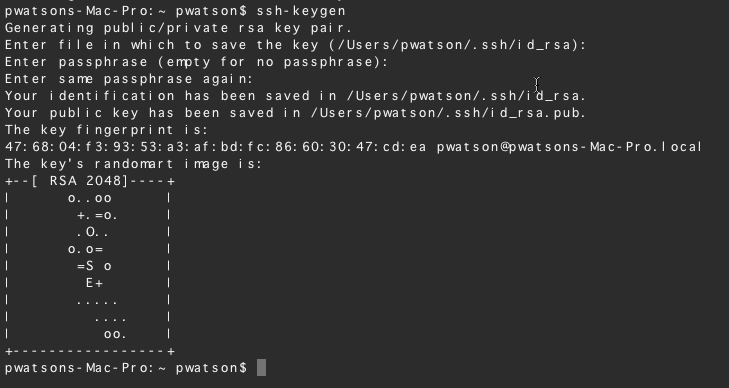 pwatsons-Mac-Pro:~ pwatson$ ssh-keygen
Generating public/private rsa key pair.
Enter file in which to save the key (/Users/pwatson/.ssh/id_rsa):
Enter passphrase (empty for no passphrase):
Enter same passphrase again:
Your identification has been saved in /Users/pwatson/.ssh/id_rsa.
Your public key has been saved in /Users/pwatson/.ssh/id_rsa.pub.
The key fingerprint is:
47:68:04:f3:93:53:a3:af:bd:fc:86:60:30:47:cd:ea pwatson@pwatsons-Mac-Pro.local
The key's randomart image is:
+--[ RSA 2048]----+
|      o..oo      |
|       +.=o.     |
|       .O..      |
|      o.o=       |
|       =S o      |
|        E+       |
|       .....     |
|         ....    |
|          oo.    |
+-----------------+
pwatsons-Mac-Pro:~ pwatson$